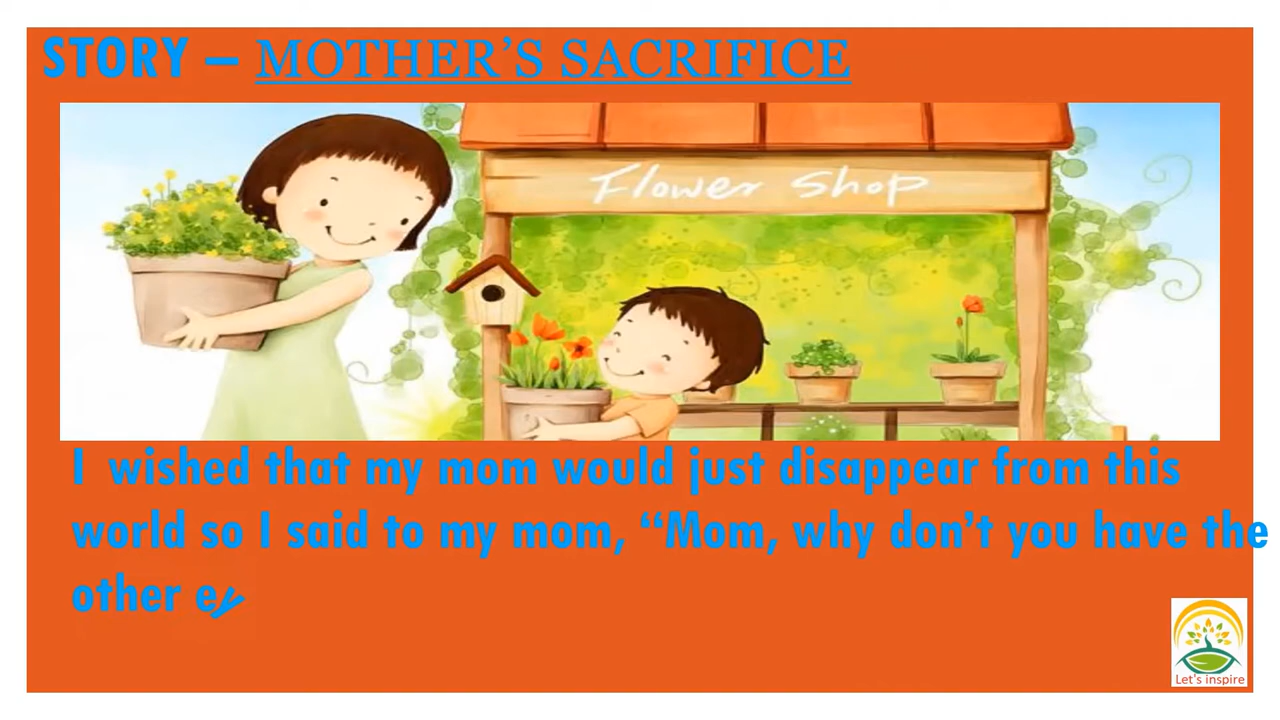 STORY – MOTHER'S SACRIFICE
Flower Shop
I wished that my mom would just disappear from this
world so I said to my mom, “Mom, why don’t you have the
other ey
Let's inspire